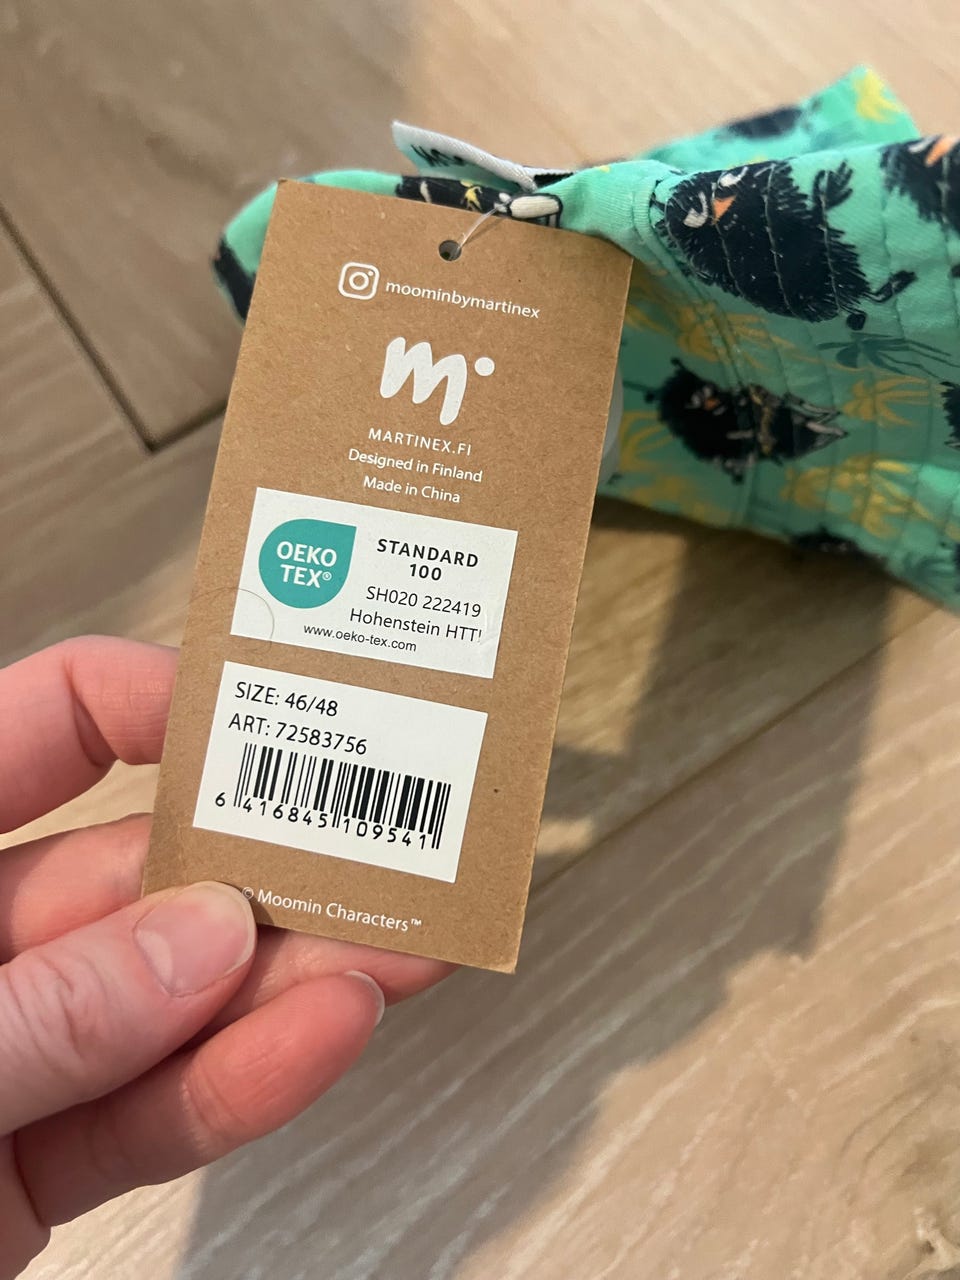 moominbymartinex
m
MARTINEX.FI
Designed in Finland
Made in China
OEKO
TEX®
STANDARD
100
SH020 222419
Hohenstein HTTI
www.oeko-tex.com
SIZE: 46/48
ART: 72583756
6 416845 109541
© Moomin Characters™